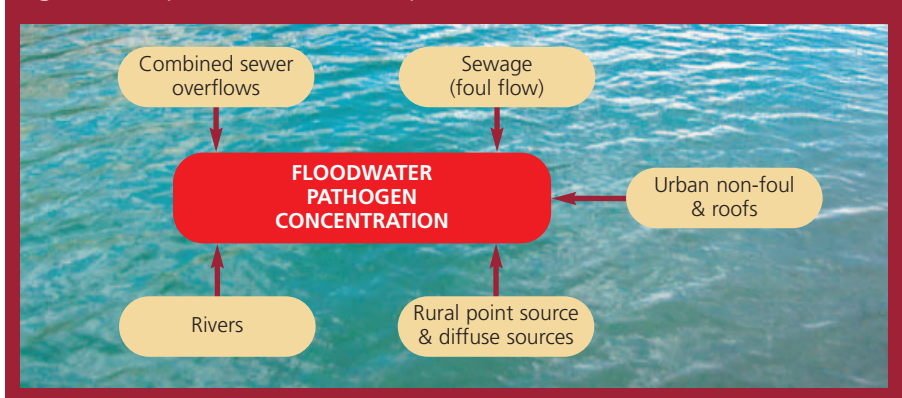 Combined sewer
overflows
Sewage
(foul flow)
FLOODWATER
PATHOGEN
CONCENTRATION
Urban non-foul
& roofs
Rivers
Rural point source
& diffuse sources